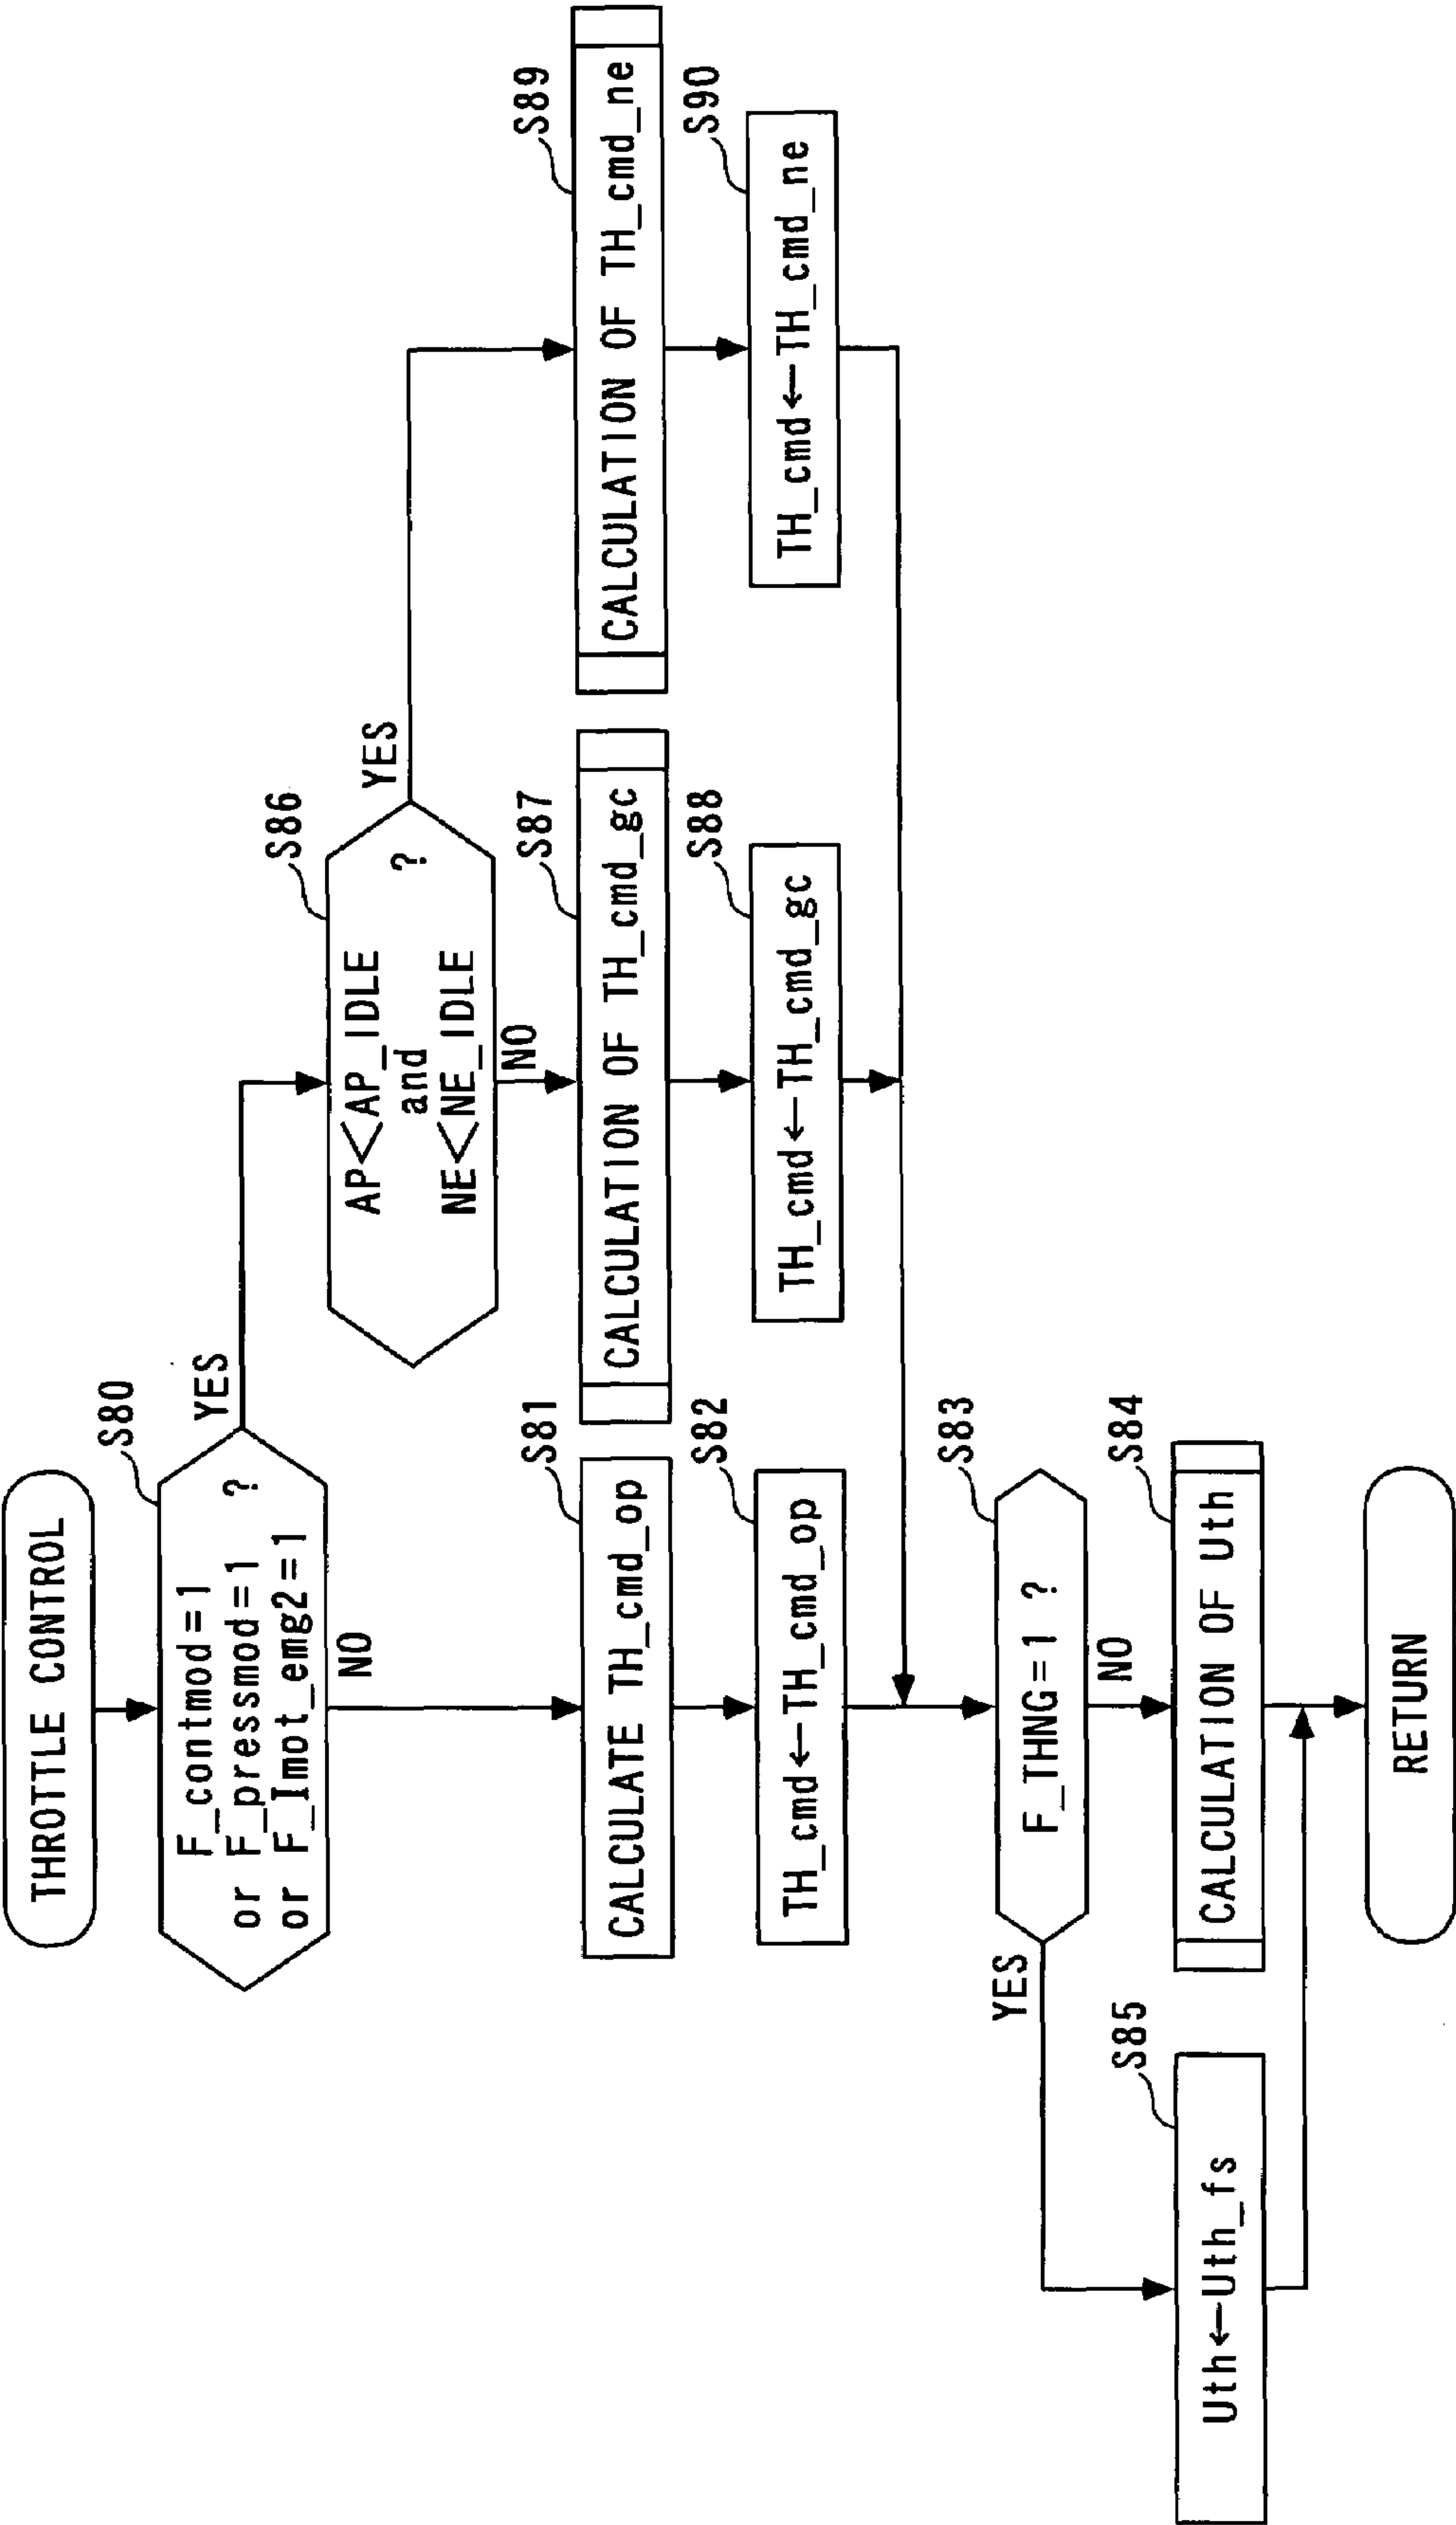 THROTTLE CONTROL
S80
F_contmod=1
or F_pressmod=1 ?
or F_Imot_emg2=1
YES
NO
S86
AP<AP_IDLE
and ?
NE<NE_IDLE
YES
NO
S81
CALCULATE TH_cmd_op
S87
CALCULATION OF TH_cmd_gc
S89
CALCULATION OF TH_cmd_ne
S82
TH_cmd←TH_cmd_op
S88
TH_cmd←TH_cmd_gc
S90
TH_cmd←TH_cmd_ne
S83
F_THNG=1 ?
YES
NO
S85
Uth←Uth_fs
S84
CALCULATION OF Uth
RETURN